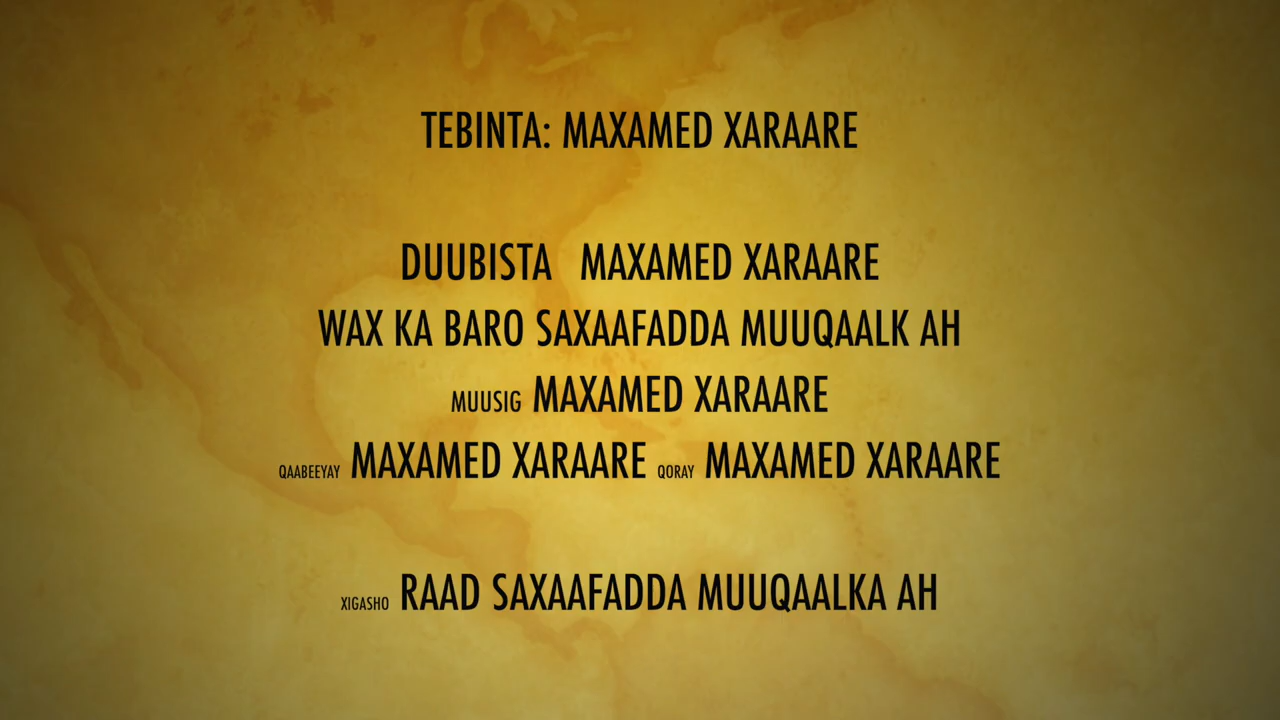 TEBINTA: MAXAMED XARAARE
DUUBISTA MAXAMED XARAARE
WAX KA BARO SAXAAFADDA MUUQAALK AH
MUUSIG MAXAMED XARAARE
QAABEEYAY MAXAMED XARAARE QORAY MAXAMED XARAARE
XIGASHO RAAD SAXAAFADDA MUUQAALKA AH